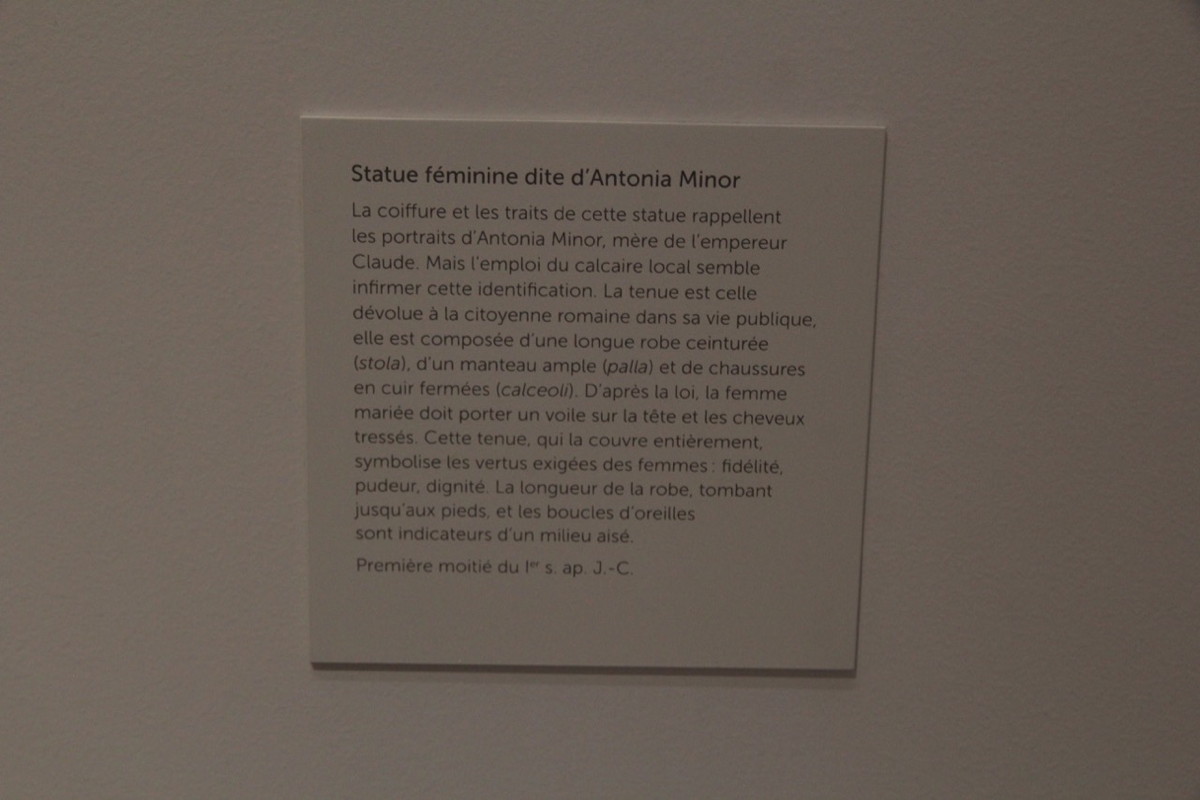 Statue féminine dite d'Antonia Minor
La coiffure et les traits de cette statue rappellent
les portraits d'Antonia Minor, mère de l'empereur
Claude. Mais l'emploi du calcaire local semble
infirmer cette identification. La tenue est celle
dévolue à la citoyenne romaine dans sa vie publique,
elle est composée d'une longue robe ceinturée
(stola), d'un manteau ample (palla) et de chaussures
en cuir fermées (calceoli). D'après la loi, la femme
mariée doit porter un voile sur la tête et les cheveux
tressés. Cette tenue, qui la couvre entièrement,
symbolise les vertus exigées des femmes : fidélité,
pudeur, dignité. La longueur de la robe, tombant
jusqu'aux pieds, et les boucles d'oreilles
sont indicateurs d'un milieu aisé.
Première moitié du Ier s. ap. J.-C.